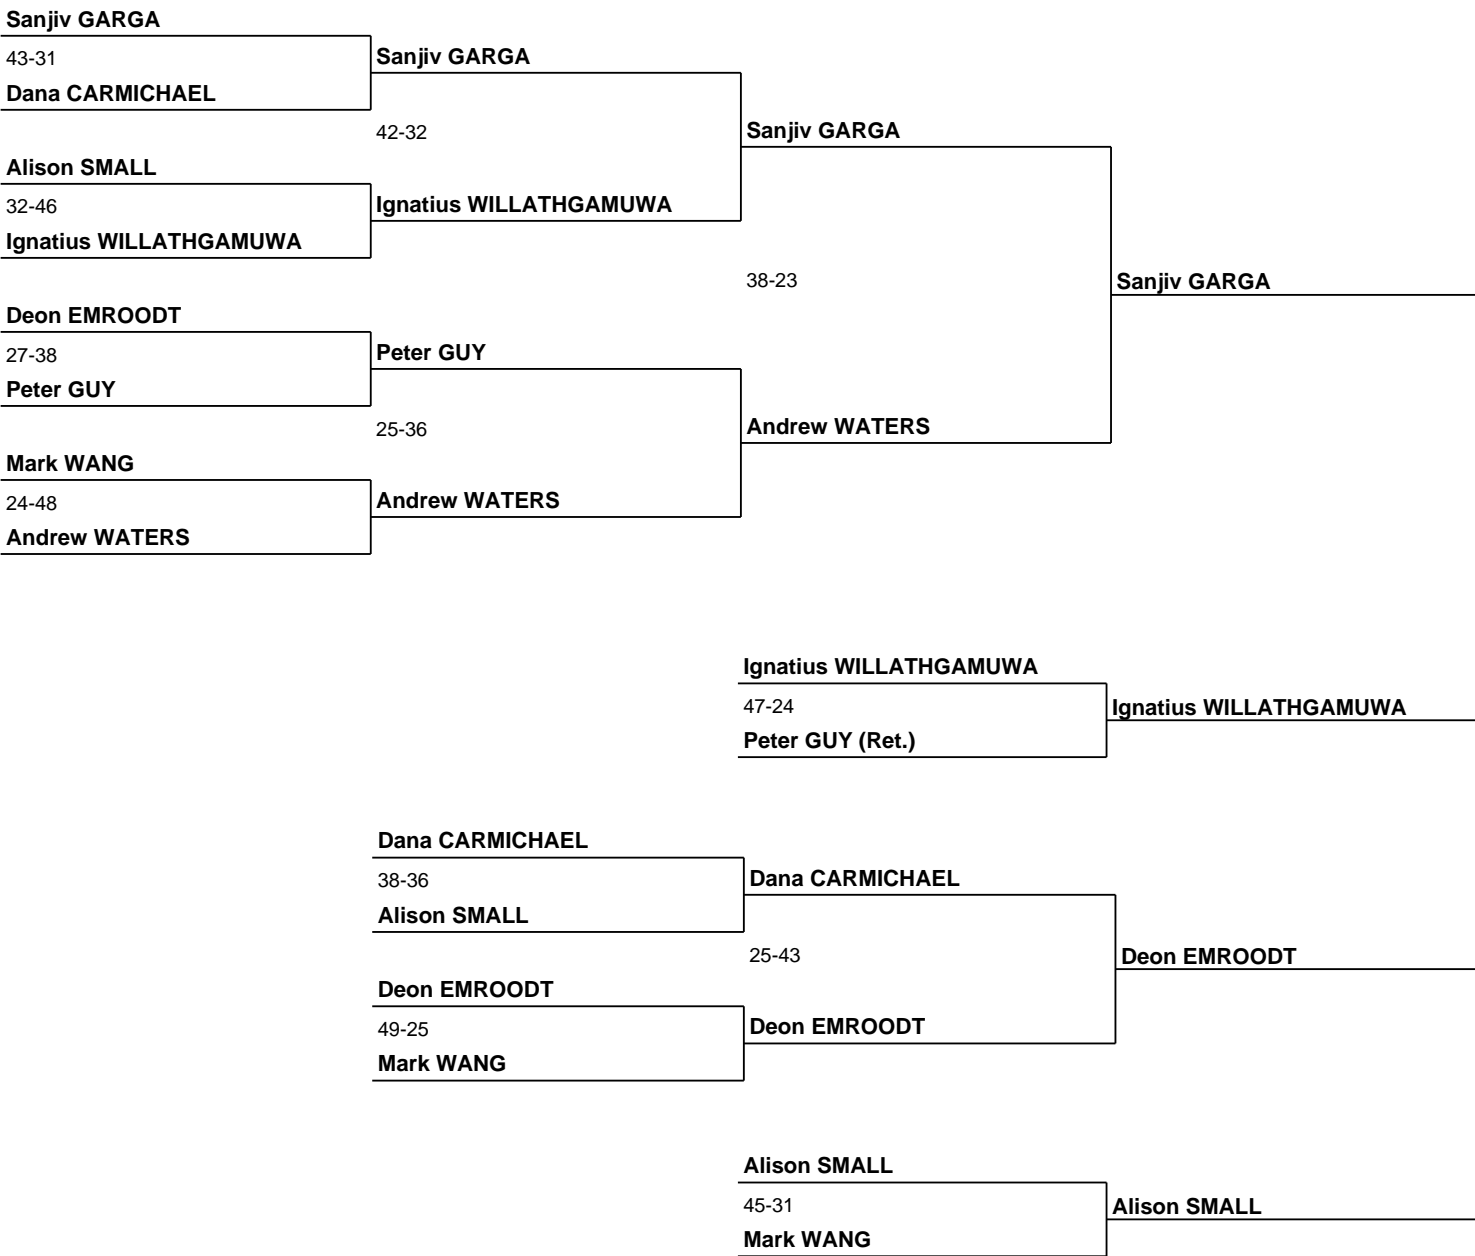 Sanjiv GARGA
43-31
Sanjiv GARGA
Dana CARMICHAEL
42-32
Sanjiv GARGA
Alison SMALL
32-46
Ignatius WILLATHGAMUWA
Ignatius WILLATHGAMUWA
38-23
Sanjiv GARGA
Deon EMROODT
27-38
Peter GUY
Peter GUY
25-36
Andrew WATERS
Mark WANG
24-48
Andrew WATERS
Andrew WATERS
Ignatius WILLATHGAMUWA
47-24
Ignatius WILLATHGAMUWA
Peter GUY (Ret.)
Dana CARMICHAEL
38-36
Dana CARMICHAEL
Alison SMALL
25-43
Deon EMROODT
Deon EMROODT
49-25
Deon EMROODT
Mark WANG
Alison SMALL
45-31
Alison SMALL
Mark WANG